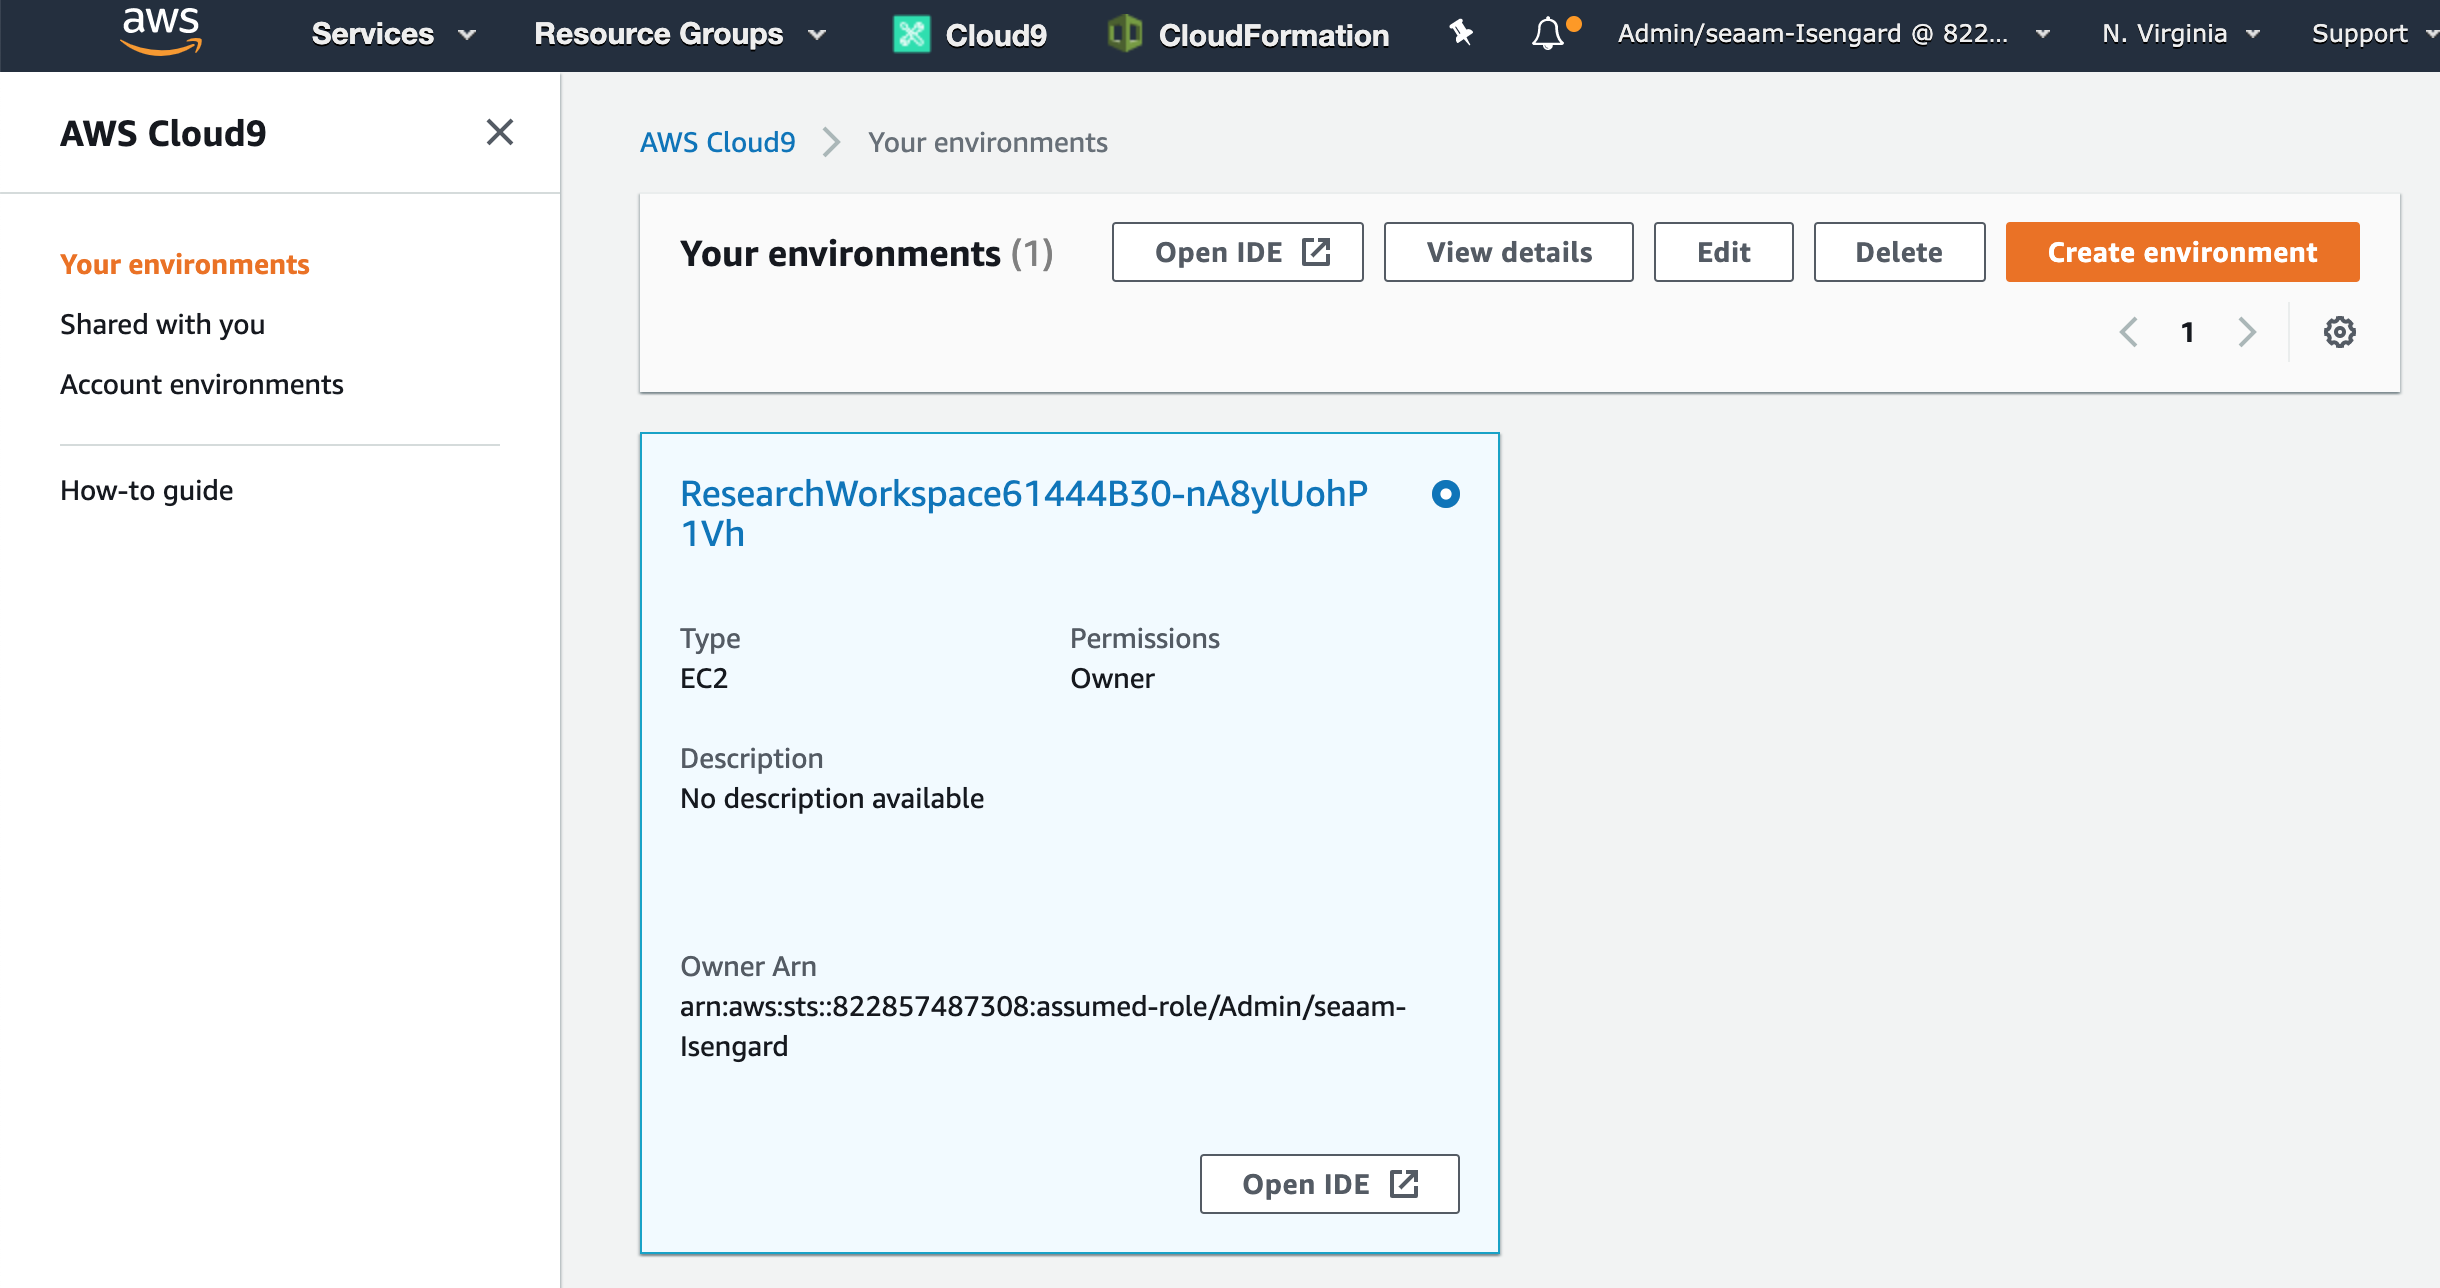 aws Services Resource Groups Cloud9 CloudFormation Admin/seaam-Isengard @ 822... N. Virginia Support
AWS Cloud9
Your environments
Shared with you
Account environments
How-to guide
AWS Cloud9 Your environments
Your environments (1) Open IDE View details Edit Delete Create environment
1
ResearchWorkspace61444B30-nA8ylUohP
1Vh
Type Permissions
EC2 Owner
Description
No description available
Owner Arn
arn:aws:sts::822857487308:assumed-role/Admin/seaam-
Isengard
Open IDE